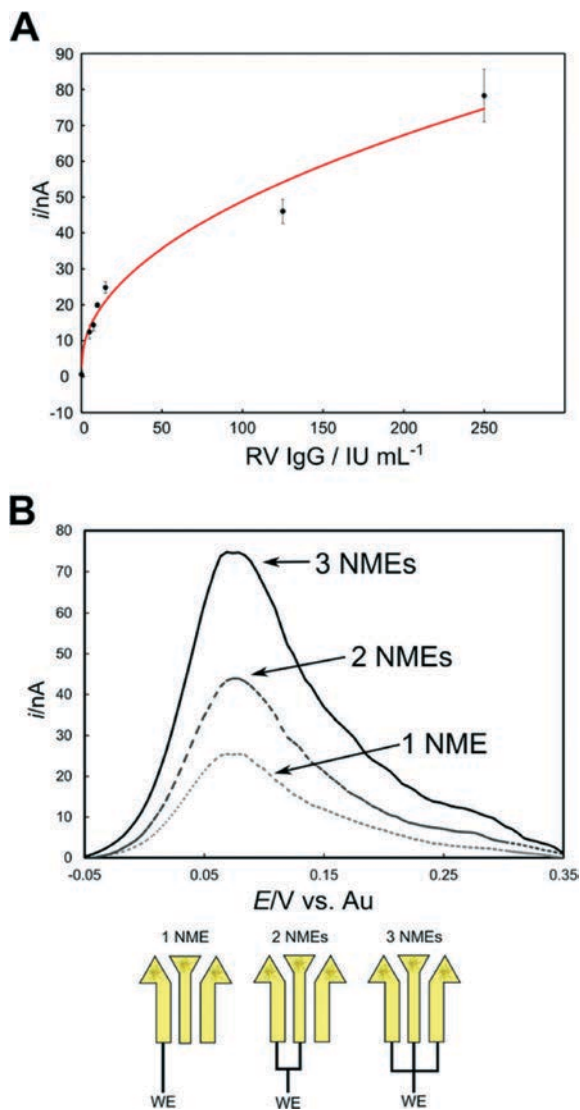 A
90
80
70
60
50
40
30
20
10
0
-10
i/nA
0 50 100 150 200 250
RV IgG / IU mL⁻¹
B
80
70
60
50
40
30
20
10
0
i/nA
3 NMEs
2 NMEs
1 NME
-0.05 0.05 0.15 0.25 0.35
E/V vs. Au
1 NME 2 NMEs 3 NMEs
WE WE WE